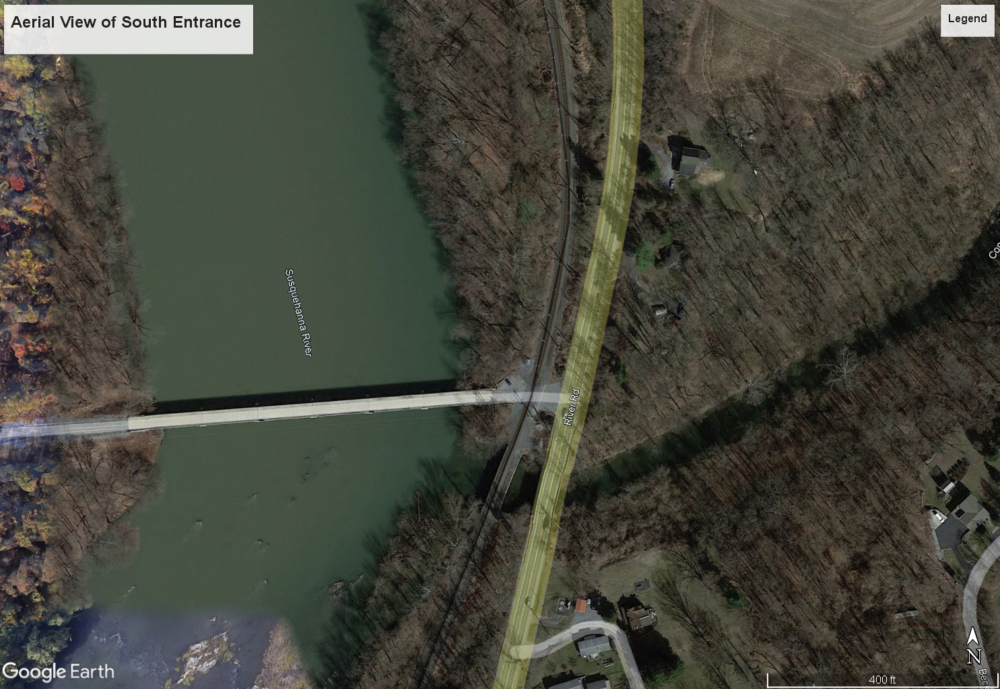 Aerial View of South Entrance
Legend
Susquehanna River
River Rd
N
400 ft
Google Earth